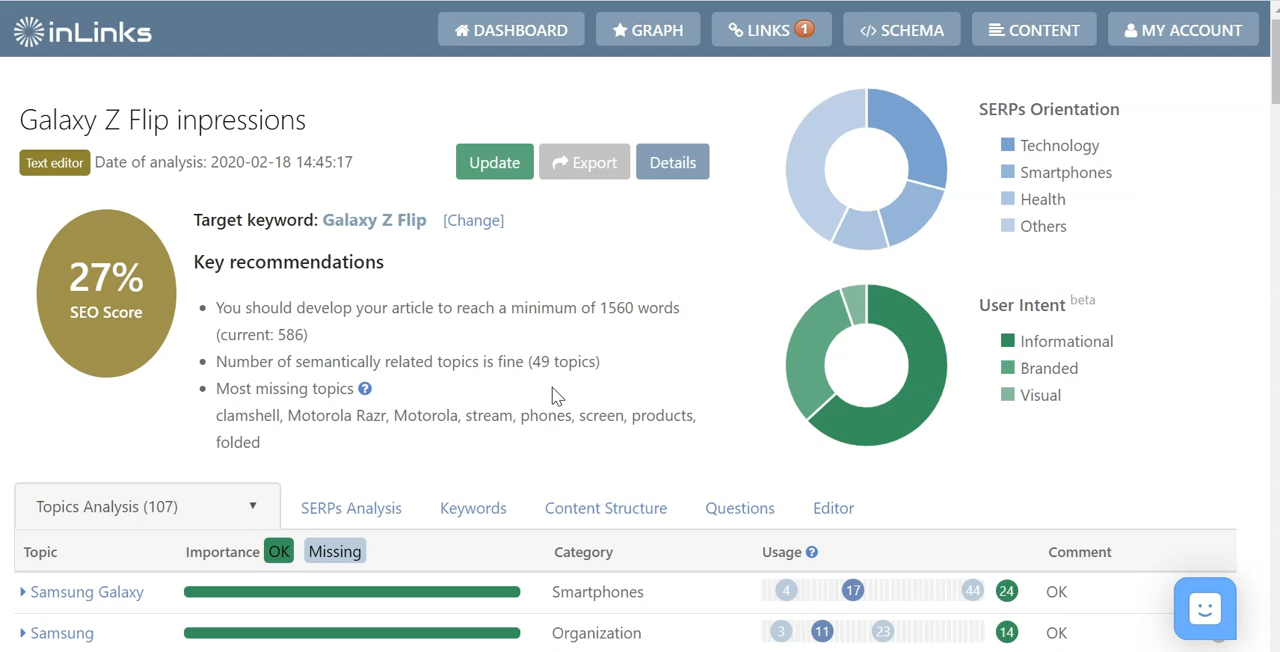 inLinks
DASHBOARD
GRAPH
LINKS 1
</> SCHEMA
CONTENT
MY ACCOUNT
Galaxy Z Flip inpressions
Text editor Date of analysis: 2020-02-18 14:45:17
Update
Export
Details
27%
SEO Score
Target keyword: Galaxy Z Flip [Change]
Key recommendations
• You should develop your article to reach a minimum of 1560 words
(current: 586)
• Number of semantically related topics is fine (49 topics)
• Most missing topics ?
clamshell, Motorola Razr, Motorola, stream, phones, screen, products,
folded
SERPs Orientation
Technology
Smartphones
Health
Others
User Intent beta
Informational
Branded
Visual
Topics Analysis (107) SERPs Analysis Keywords Content Structure Questions Editor
Topic Importance OK Missing Category Usage ? Comment
Samsung Galaxy Smartphones 4 17 44 24 OK
Samsung Organization 3 11 23 14 OK